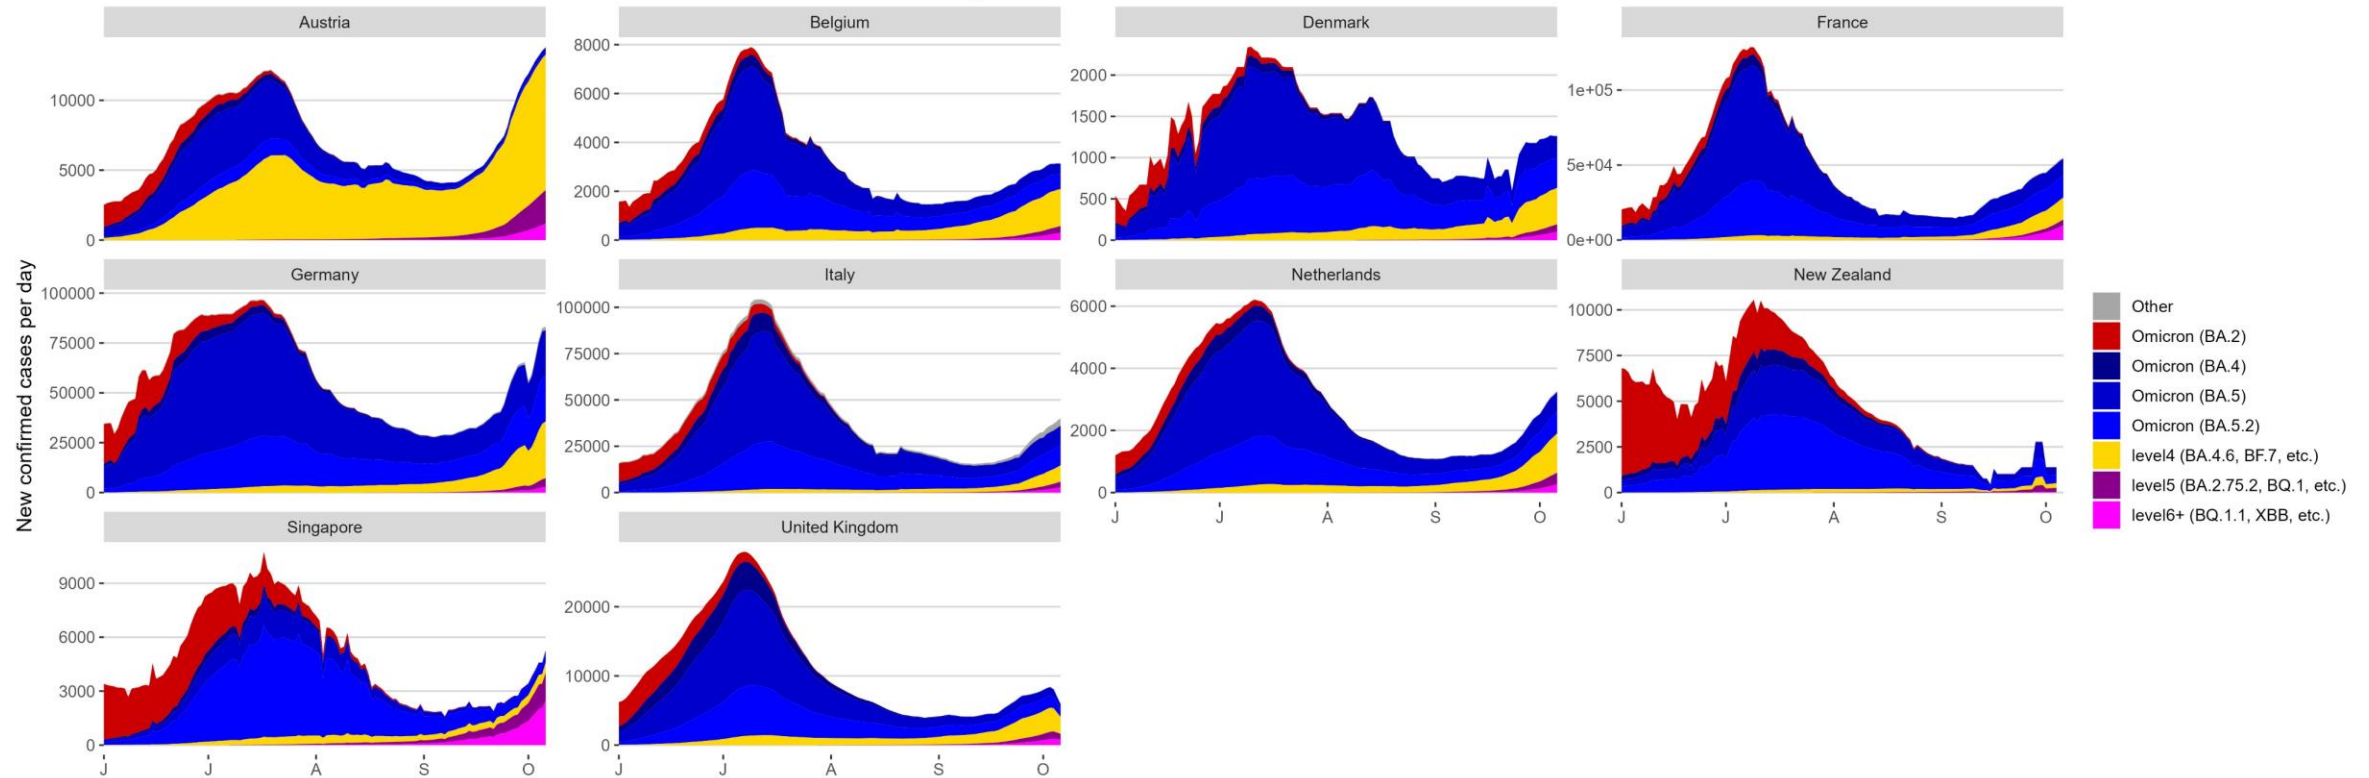 Austria
Belgium
Denmark
France
10000
5000
0
8000
6000
4000
2000
0
2000
1500
1000
500
0
1e+05
5e+04
0e+00
New confirmed cases per day
Germany
Italy
Netherlands
New Zealand
100000
75000
50000
25000
0
100000
75000
50000
25000
0
6000
4000
2000
0
J J A S O
10000
7500
5000
2500
0
J J A S O
Singapore
United Kingdom
9000
6000
3000
0
J J A S O
20000
10000
0
J J A S O
Other
Omicron (BA.2)
Omicron (BA.4)
Omicron (BA.5)
Omicron (BA.5.2)
level4 (BA.4.6, BF.7, etc.)
level5 (BA.2.75.2, BQ.1, etc.)
level6+ (BQ.1.1, XBB, etc.)